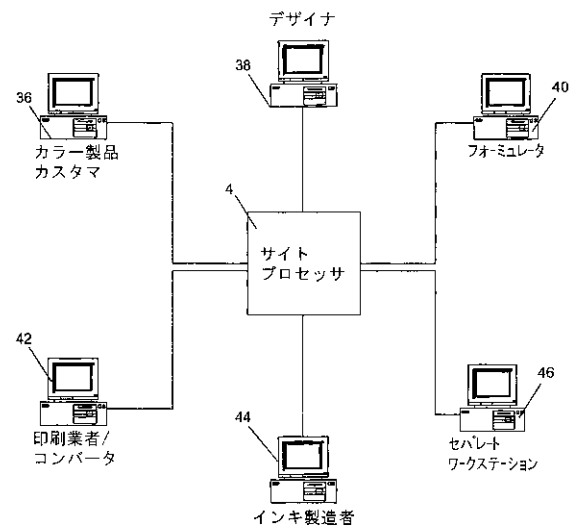 デザイナ
38
36
カラー製品
カスタマ
40
フォーミュレータ
4
サイト
プロセッサ
42
印刷業者/
コンバータ
44
インキ製造者
46
セパレート
ワークステーション